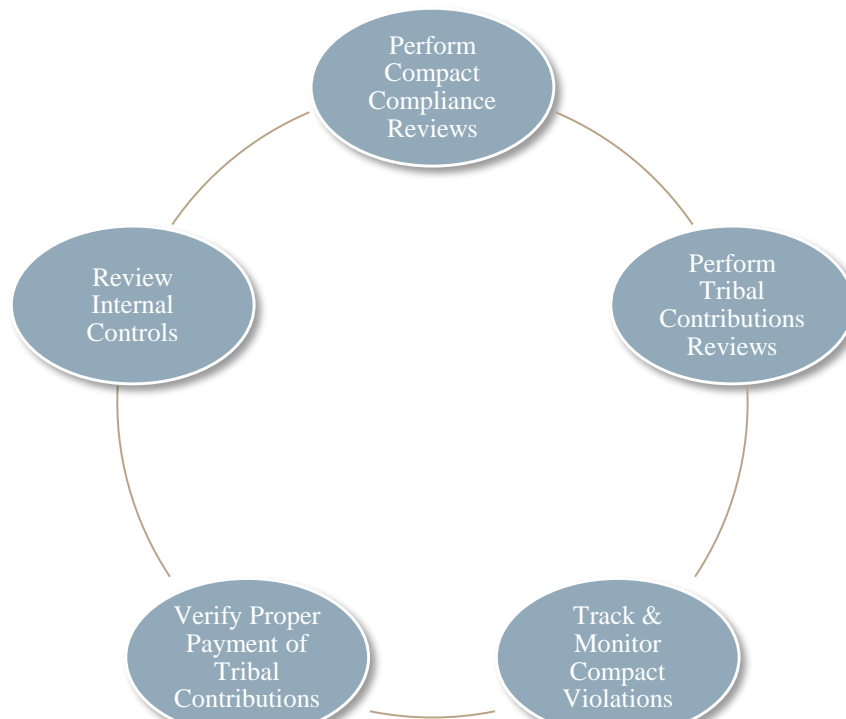 Perform
Compact
Compliance
Reviews
Perform
Tribal
Contributions
Reviews
Track &
Monitor
Compact
Violations
Verify Proper
Payment of
Tribal
Contributions
Review
Internal
Controls